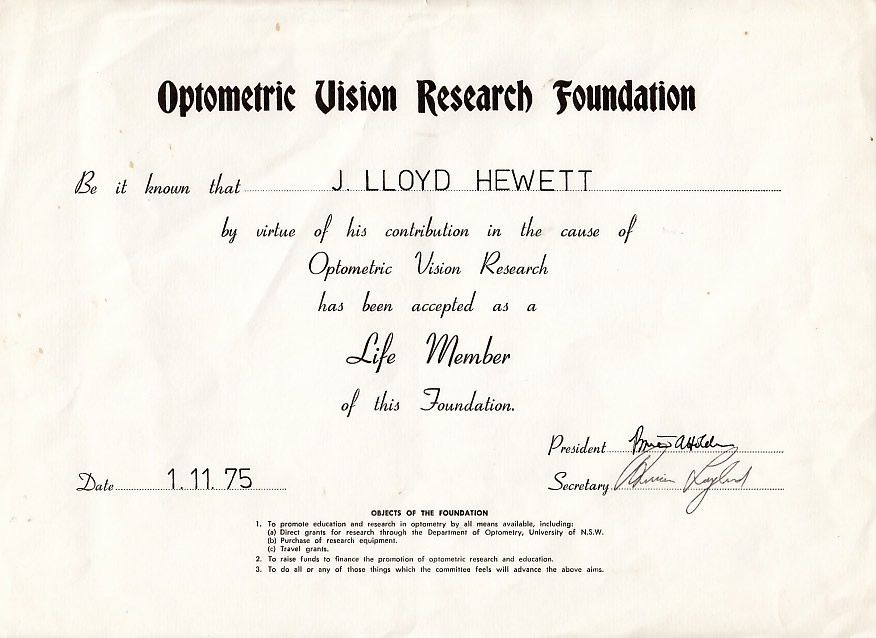 Optometric Vision Research Foundation
Be it known that J. LLOYD HEWETT
by virtue of his contribution in the cause of
Optometric Vision Research
has been accepted as a
Life Member
of this Foundation.
President
Date 1.11.75 Secretary
OBJECTS OF THE FOUNDATION
1. To promote education and research in optometry by all means available, including:
(a) Direct grants for research through the Department of Optometry, University of N.S.W.
(b) Purchase of research equipment.
(c) Travel grants.
2. To raise funds to finance the promotion of optometric research and education.
3. To do all or any of those things which the committee feels will advance the above aims.